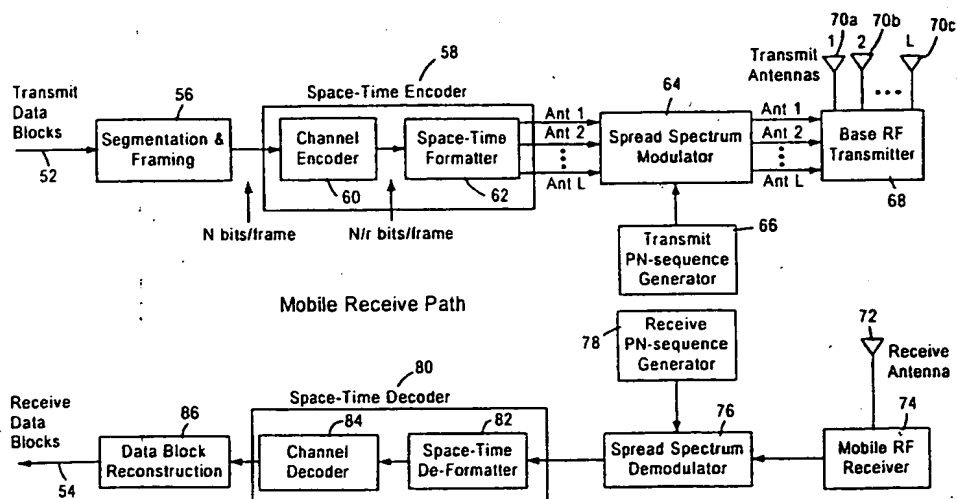 70a
70b
70c
1
2
L
Transmit
Antennas
58
Transmit
Data
Blocks
56
Space-Time Encoder
64
Segmentation &
Framing
Channel
Encoder
Space-Time
Formatter
Ant 1
Ant 2
Ant L
Spread Spectrum
Modulator
Ant 1
Ant 2
Ant L
Base RF
Transmitter
52
60
62
68
N bits/frame
N/r bits/frame
66
Transmit
PN-sequence
Generator
Mobile Receive Path
78
Receive
PN-sequence
Generator
72
Receive
Antenna
80
Space-Time Decoder
Receive
Data
Blocks
86
84
82
76
74
Data Block
Reconstruction
Channel
Decoder
Space-Time
De-Formatter
Spread Spectrum
Demodulator
Mobile RF
Receiver
54